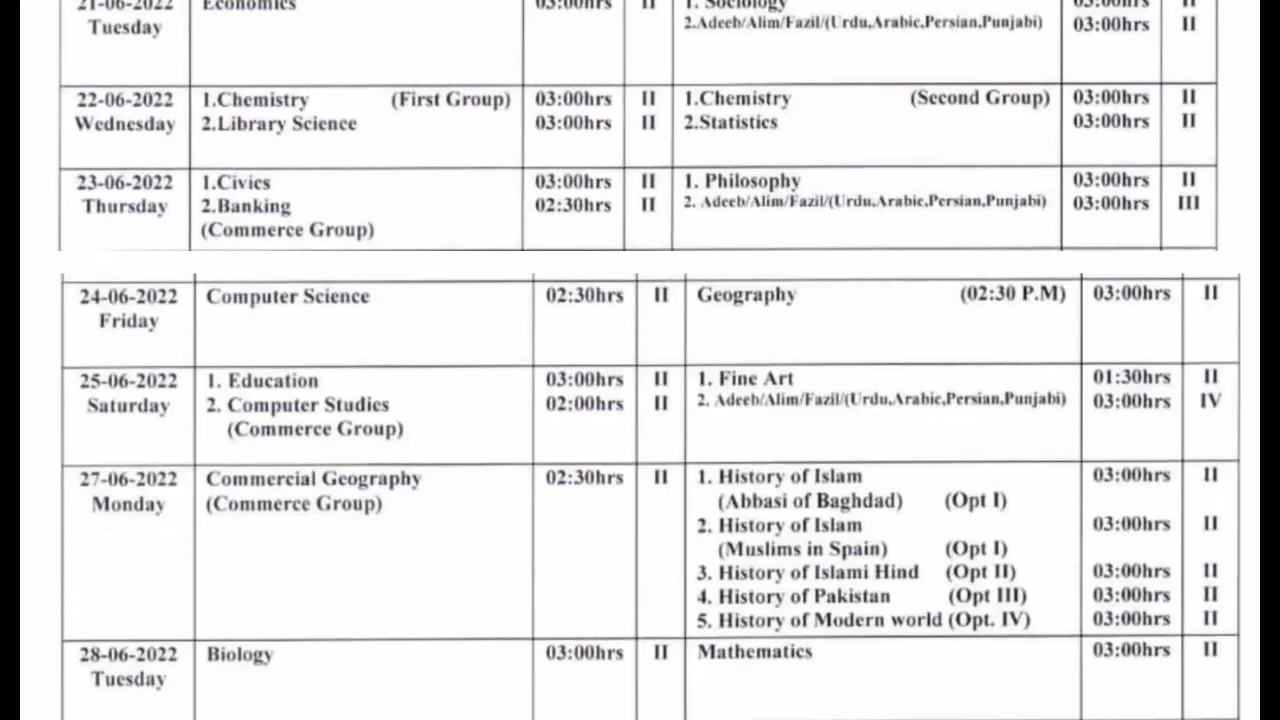 21-06-2022 Economics 03:00hrs II 1. Sociology 03:00hrs II
Tuesday 2.Adeeb/Alim/Fazil/(Urdu,Arabic,Persian,Punjabi) 03:00hrs II
22-06-2022 1.Chemistry (First Group) 03:00hrs II 1.Chemistry (Second Group) 03:00hrs II
Wednesday 2.Library Science 03:00hrs II 2.Statistics 03:00hrs II
23-06-2022 1.Civics 03:00hrs II 1. Philosophy 03:00hrs II
Thursday 2.Banking 02:30hrs II 2. Adeeb/Alim/Fazil/(Urdu,Arabic,Persian,Punjabi) 03:00hrs III
(Commerce Group)
24-06-2022 Computer Science 02:30hrs II Geography (02:30 P.M) 03:00hrs II
Friday
25-06-2022 1. Education 03:00hrs II 1. Fine Art 01:30hrs II
Saturday 2. Computer Studies 02:00hrs II 2. Adeeb/Alim/Fazil/(Urdu,Arabic,Persian,Punjabi) 03:00hrs IV
(Commerce Group)
27-06-2022 Commercial Geography 02:30hrs II 1. History of Islam 03:00hrs II
Monday (Commerce Group) (Abbasi of Baghdad) (Opt I)
2. History of Islam 03:00hrs II
(Muslims in Spain) (Opt I)
3. History of Islami Hind (Opt II) 03:00hrs II
4. History of Pakistan (Opt III) 03:00hrs II
5. History of Modern world (Opt. IV) 03:00hrs II
28-06-2022 Biology 03:00hrs II Mathematics 03:00hrs II
Tuesday